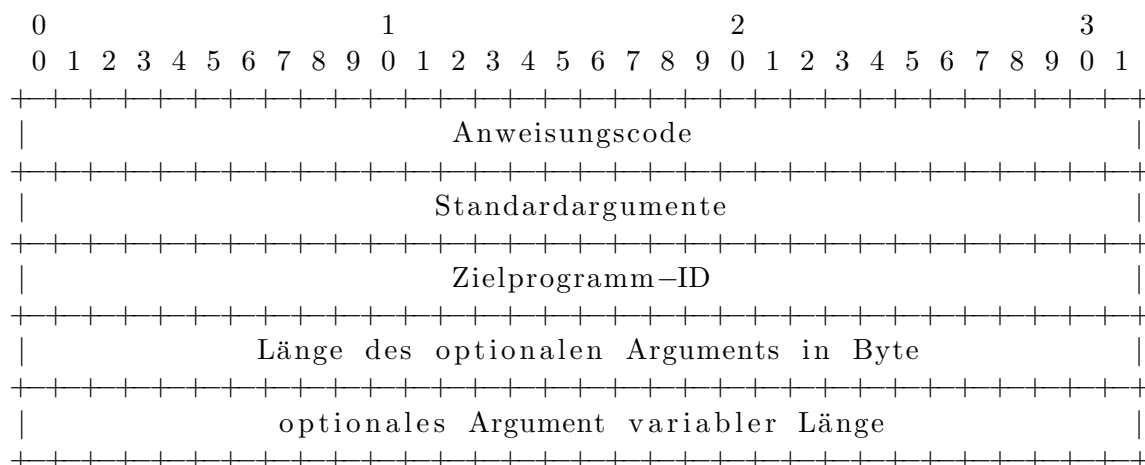 0 1 2 3
0 1 2 3 4 5 6 7 8 9 0 1 2 3 4 5 6 7 8 9 0 1 2 3 4 5 6 7 8 9 0 1
+-+-+-+-+-+-+-+-+-+-+-+-+-+-+-+-+-+-+-+-+-+-+-+-+-+-+-+-+-+-+-+-+
| Anweisungscode |
+-+-+-+-+-+-+-+-+-+-+-+-+-+-+-+-+-+-+-+-+-+-+-+-+-+-+-+-+-+-+-+-+
| Standardargumente |
+-+-+-+-+-+-+-+-+-+-+-+-+-+-+-+-+-+-+-+-+-+-+-+-+-+-+-+-+-+-+-+-+
| Zielprogramm−ID |
+-+-+-+-+-+-+-+-+-+-+-+-+-+-+-+-+-+-+-+-+-+-+-+-+-+-+-+-+-+-+-+-+
| Länge des optionalen Arguments in Byte |
+-+-+-+-+-+-+-+-+-+-+-+-+-+-+-+-+-+-+-+-+-+-+-+-+-+-+-+-+-+-+-+-+
| optionales Argument variabler Länge |
+-+-+-+-+-+-+-+-+-+-+-+-+-+-+-+-+-+-+-+-+-+-+-+-+-+-+-+-+-+-+-+-+